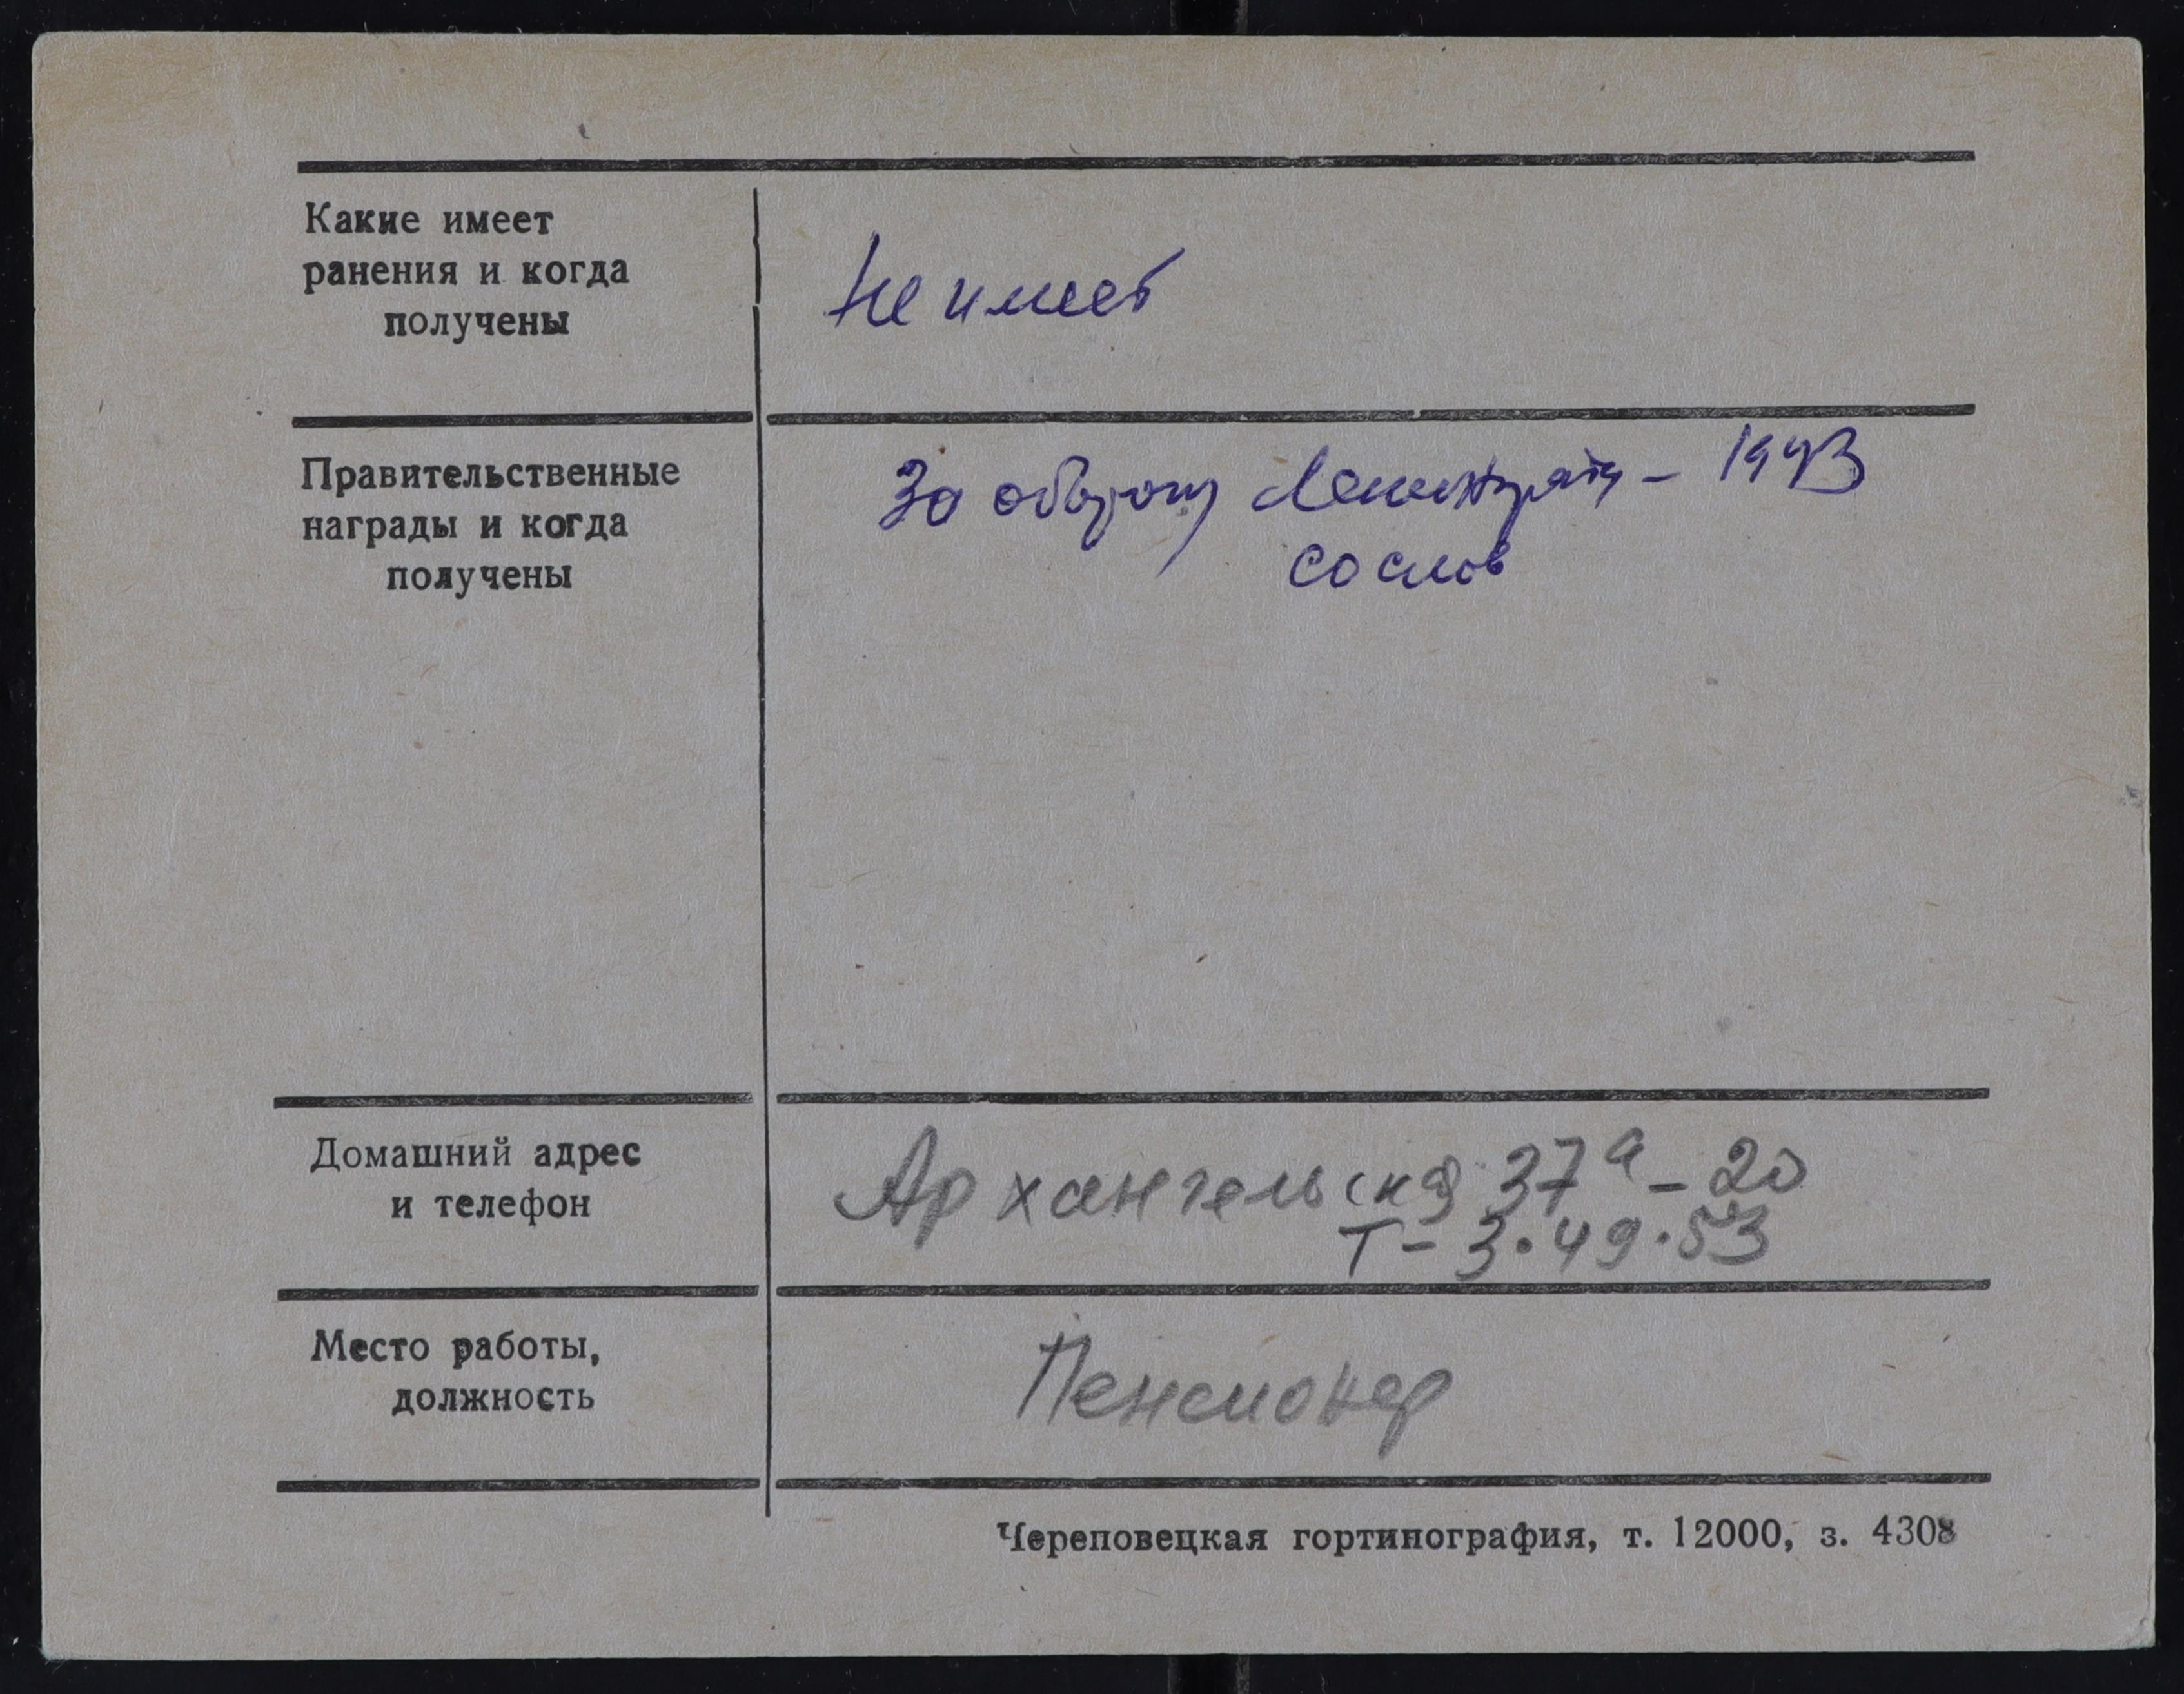 Какие имеет
ранения и когда
получены
Не имеет
Правительственные
награды и когда
получены
За оборону Ленинграда - 1943
со слов
Домашний адрес
и телефон
Архангельская 37а - 20
Т - 3.49.53
Место работы,
должность
Пенсионер
Череповецкая гортинография, т. 12000, з. 4308